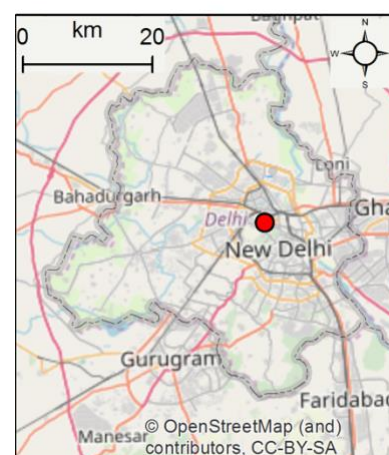 Baghpat
km
N
0
20
W
E
S
Loni
Bahadurgarh
Delhi
Gha
New Delhi
Gurugram
Faridabad
© OpenStreetMap (and)
Manesar
contributors, CC-BY-SA